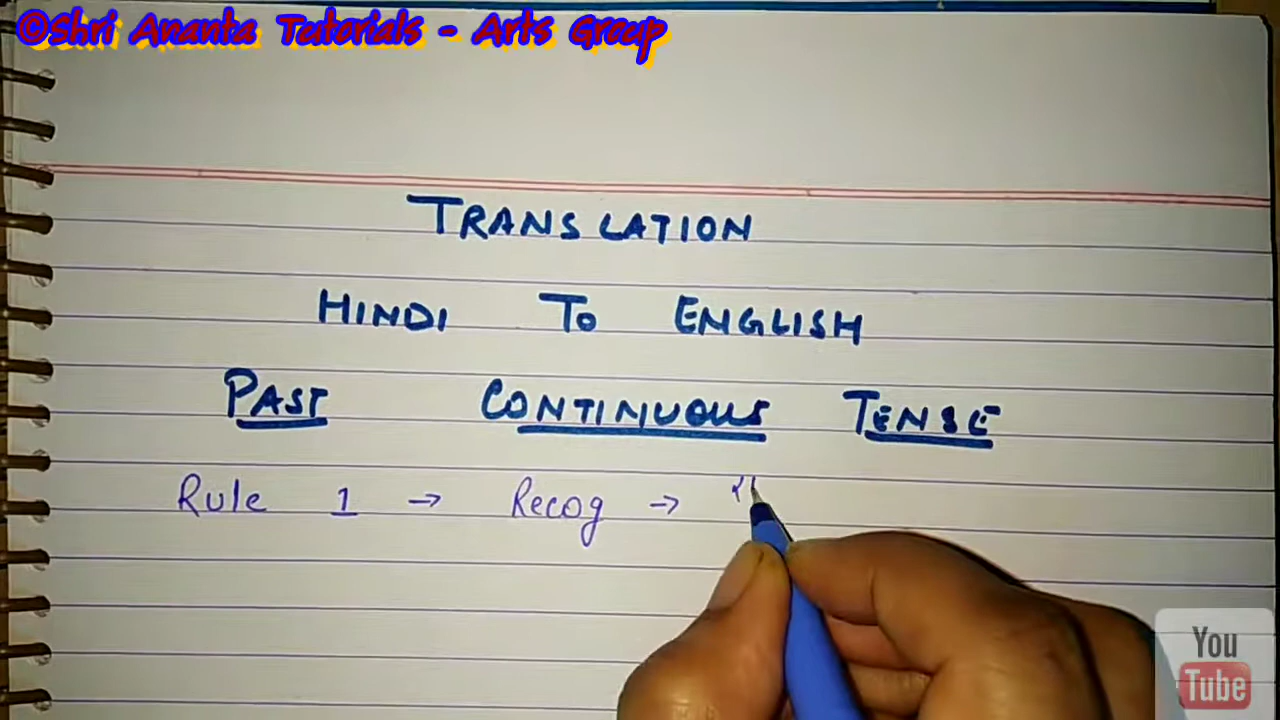 ©Shri Ananta Tutorials - Arts Group
TRANSLATION
HINDI TO ENGLISH
PAST CONTINUOUS TENSE
Rule 1 → Recog → "
You
Tube